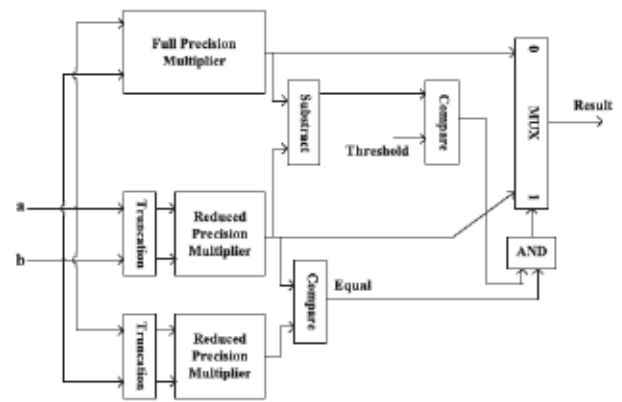 Full Precision
Multiplier
Substract
Compare
Threshold
0
MUX
1
Result
a
b
Truncation
Reduced
Precision
Multiplier
Compare
Equal
AND
Truncation
Reduced
Precision
Multiplier